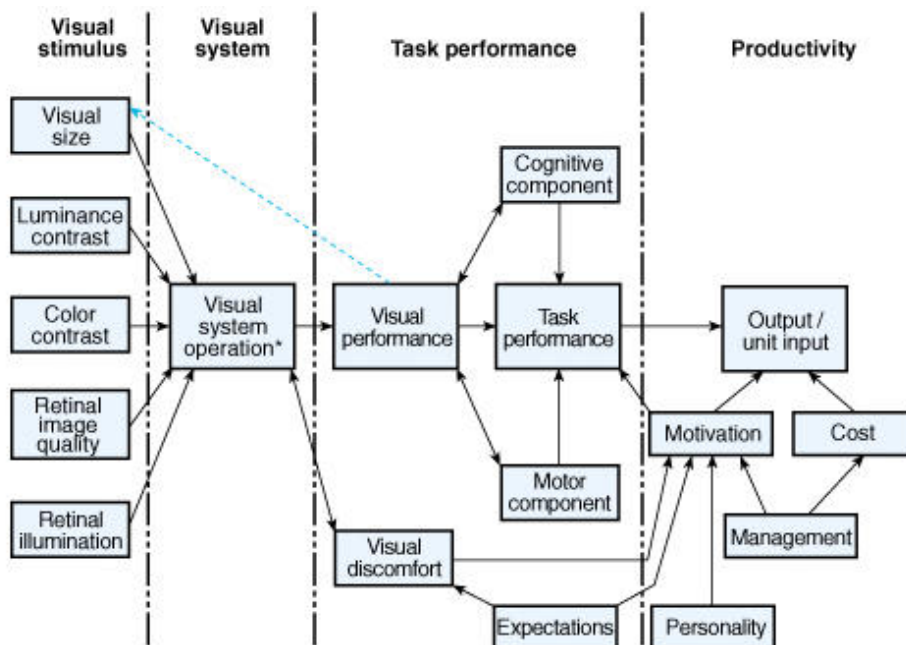 Visual
stimulus
Visual
system
Task performance
Productivity
Visual
size
Luminance
contrast
Color
contrast
Retinal
image
quality
Retinal
illumination
Visual
system
operation*
Visual
performance
Cognitive
component
Task
performance
Motor
component
Visual
discomfort
Expectations
Output /
unit input
Motivation
Cost
Management
Personality